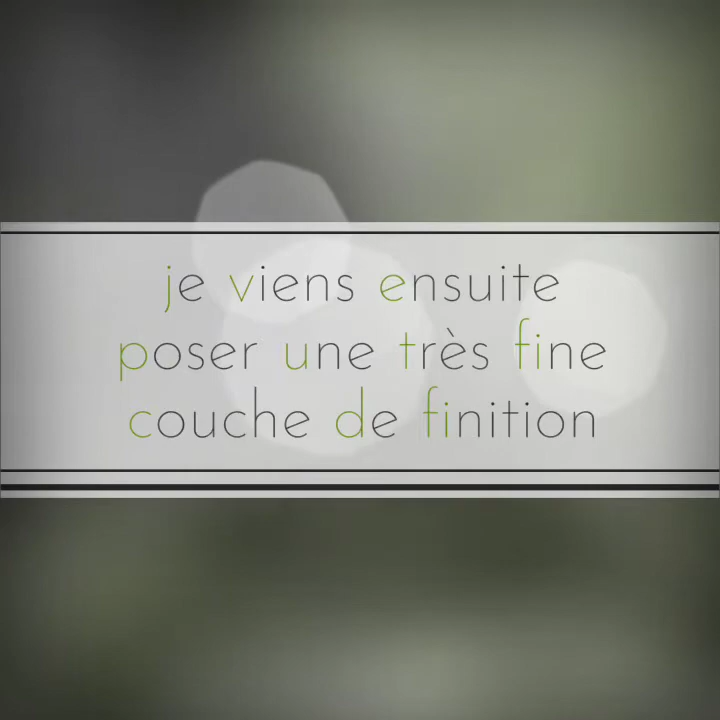 je viens ensuite
poser une très fine
couche de finition